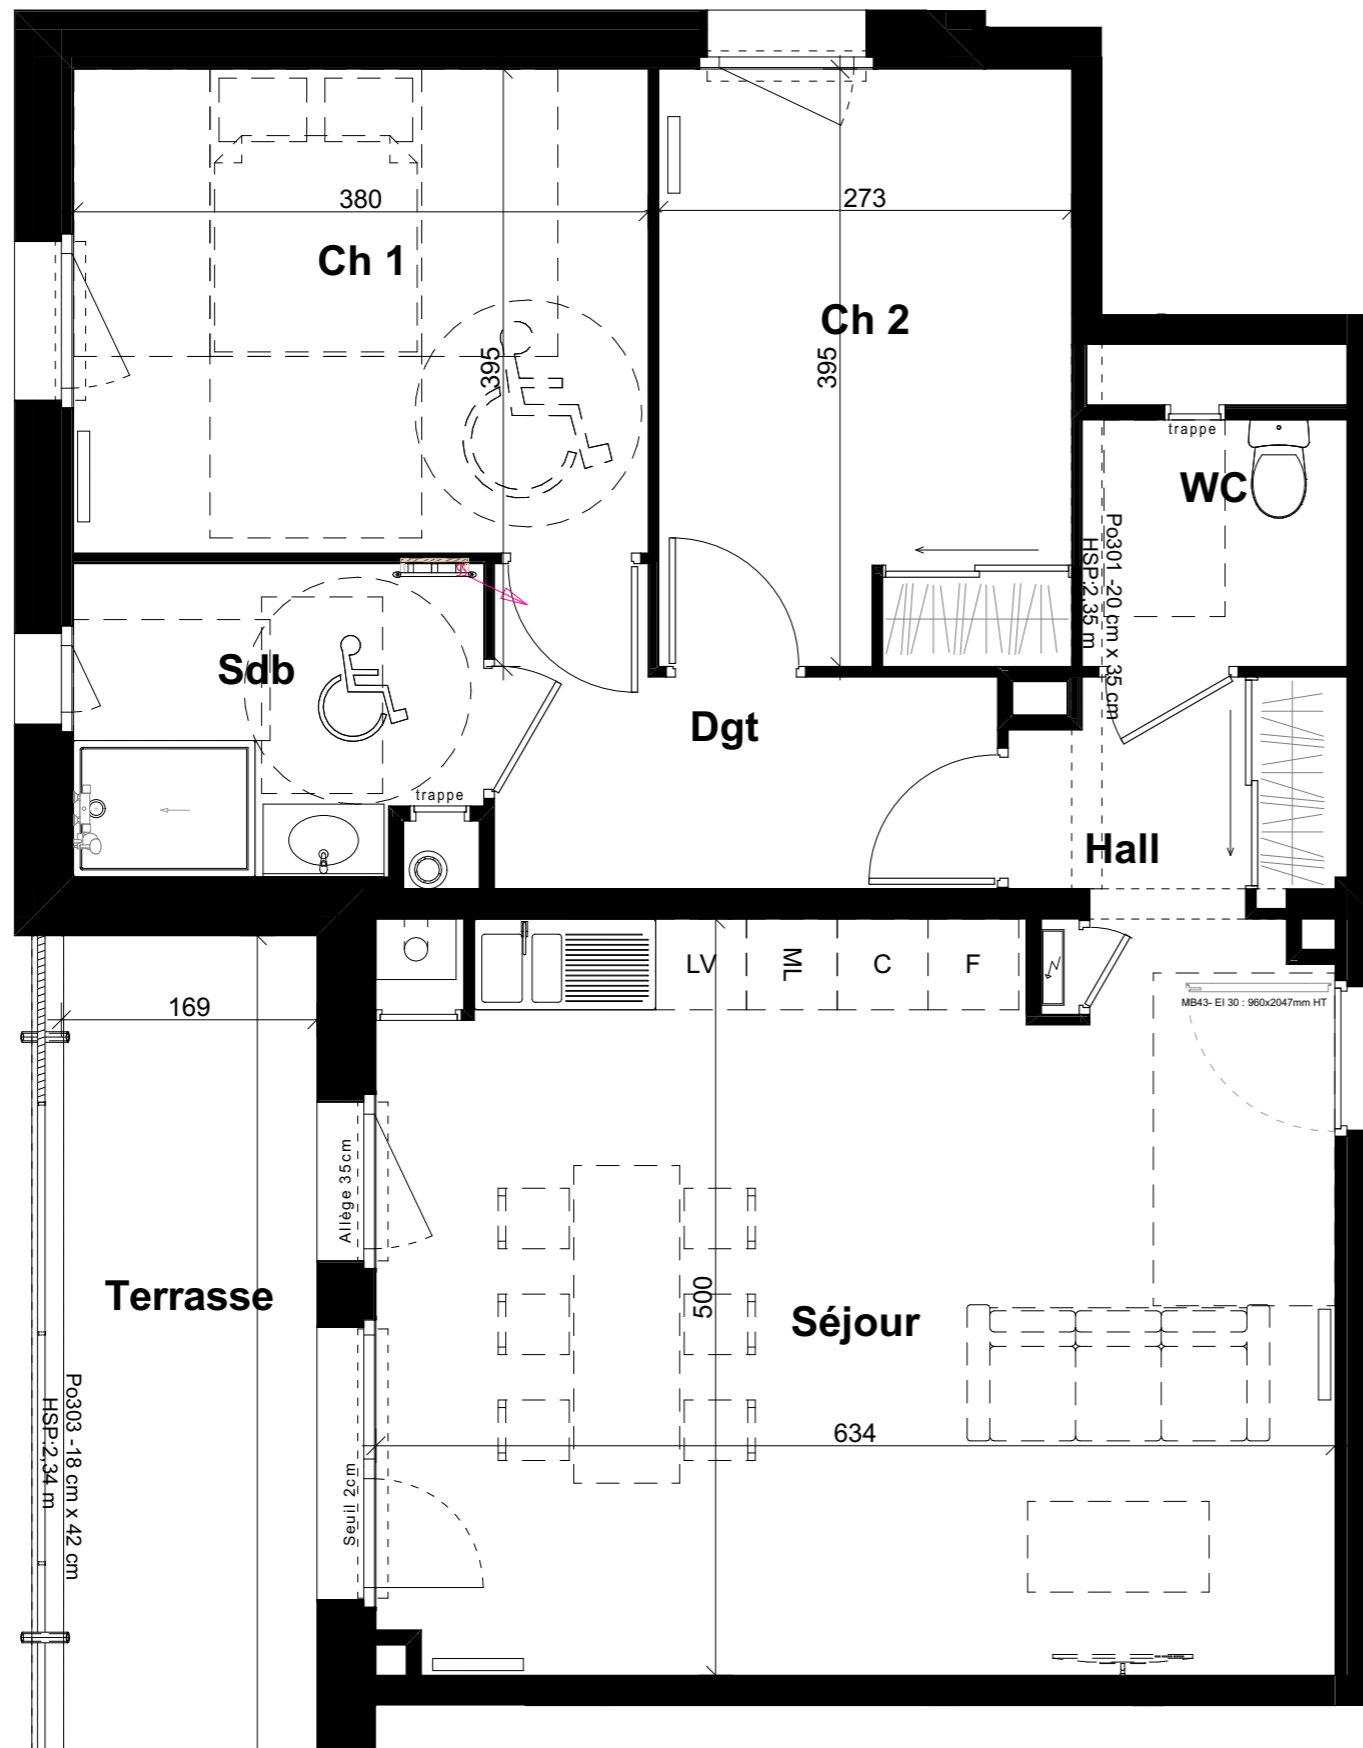 380
273
Ch 1
Ch 2
395
395
trappe
WC
Po301 -20 cm x 35 cm
HSP:2,35 m
Sdb
Dgt
trappe
Hall
LV
ML
C
F
169
MB43- EI 30 : 960x2047mm HT
Allège 35cm
Terrasse
500
Séjour
634
Po303 -18 cm x 42 cm
HSP:2,34 m
Seuil 2cm